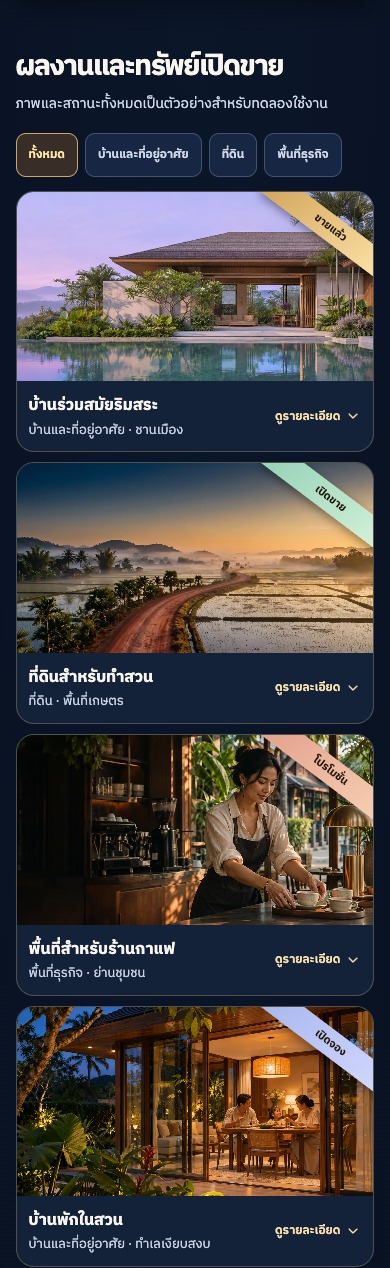 ผลงานและทรัพย์เปิดขาย
ภาพและสถานะทั้งหมดเป็นตัวอย่างสำหรับทดลองใช้งาน
ทั้งหมด
บ้านและที่อยู่อาศัย
ที่ดิน
พื้นที่ธุรกิจ
ขายแล้ว
บ้านร่วมสมัยริมสระ
บ้านและที่อยู่อาศัย · ชานเมือง
ดูรายละเอียด
เปิดขาย
ที่ดินสำหรับทำสวน
ที่ดิน · พื้นที่เกษตร
ดูรายละเอียด
โปรโมชั่น
พื้นที่สำหรับร้านกาแฟ
พื้นที่ธุรกิจ · ย่านชุมชน
ดูรายละเอียด
เปิดจอง
บ้านพักในสวน
บ้านและที่อยู่อาศัย · ทำเลเงียบสงบ
ดูรายละเอียด